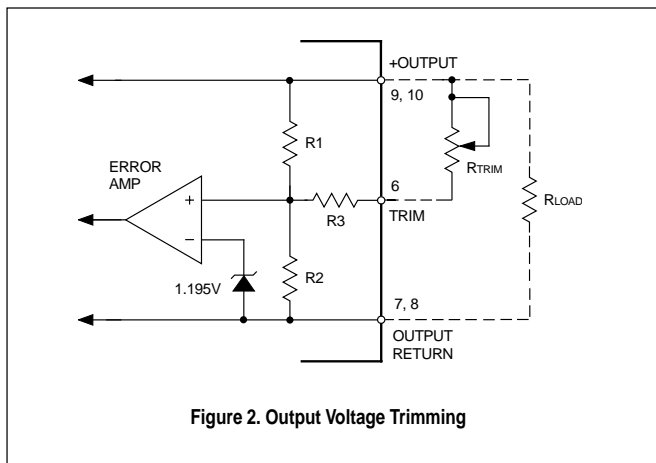 +OUTPUT
9, 10
R1
ERROR
AMP
RTRIM
6
+
RLOAD
R3
TRIM
–
R2
1.195V
7, 8
OUTPUT
RETURN
Figure 2. Output Voltage Trimming